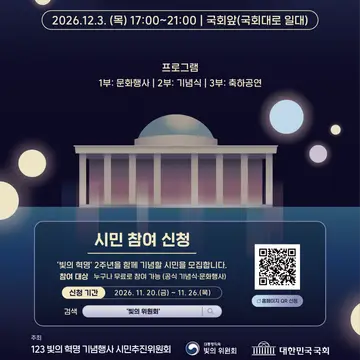 2026.12.3. (목) 17:00~21:00 | 국회앞(국회대로 일대)
프로그램
1부: 문화행사 | 2부: 기념식 | 3부: 축하공연
시민 참여 신청
'빛의 혁명' 2주년을 함께 기념할 시민을 모집합니다.
참여 대상 누구나 무료로 참여 가능 (공식 기념식·문화행사)
신청 기간 2026. 11. 20.(금) ~ 11. 26.(목)
검색 '빛의 위원회'
홈페이지 QR 신청
주최
123 빛의 혁명 기념행사 시민추진위원회 빛의 위원회 대한민국국회